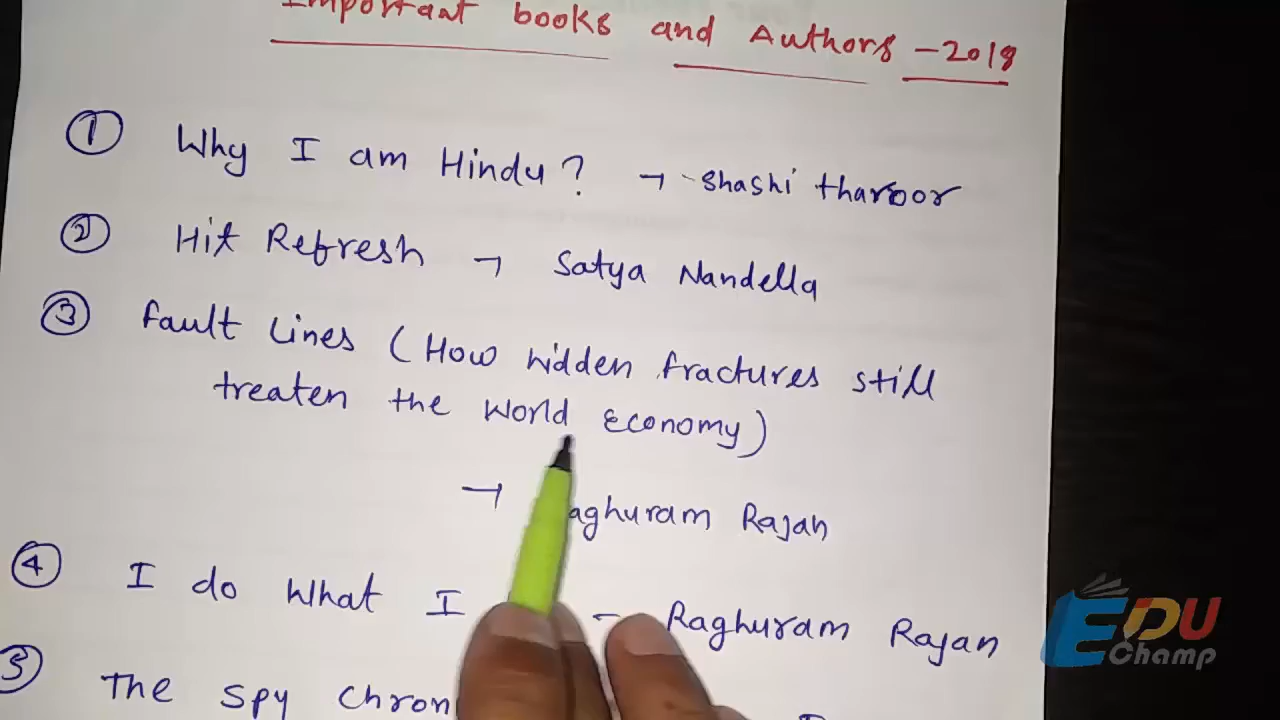 Important books and Authors - 2018
① Why I am Hindu? → Shashi tharoor
② Hit Refresh → Satya Nandella
③ Fault Lines (How hidden fractures still
treaten the World Economy)
→ Raghuram Rajan
④ I do What I – Raghuram Rajan
⑤ The Spy Chron
EDU
Champ